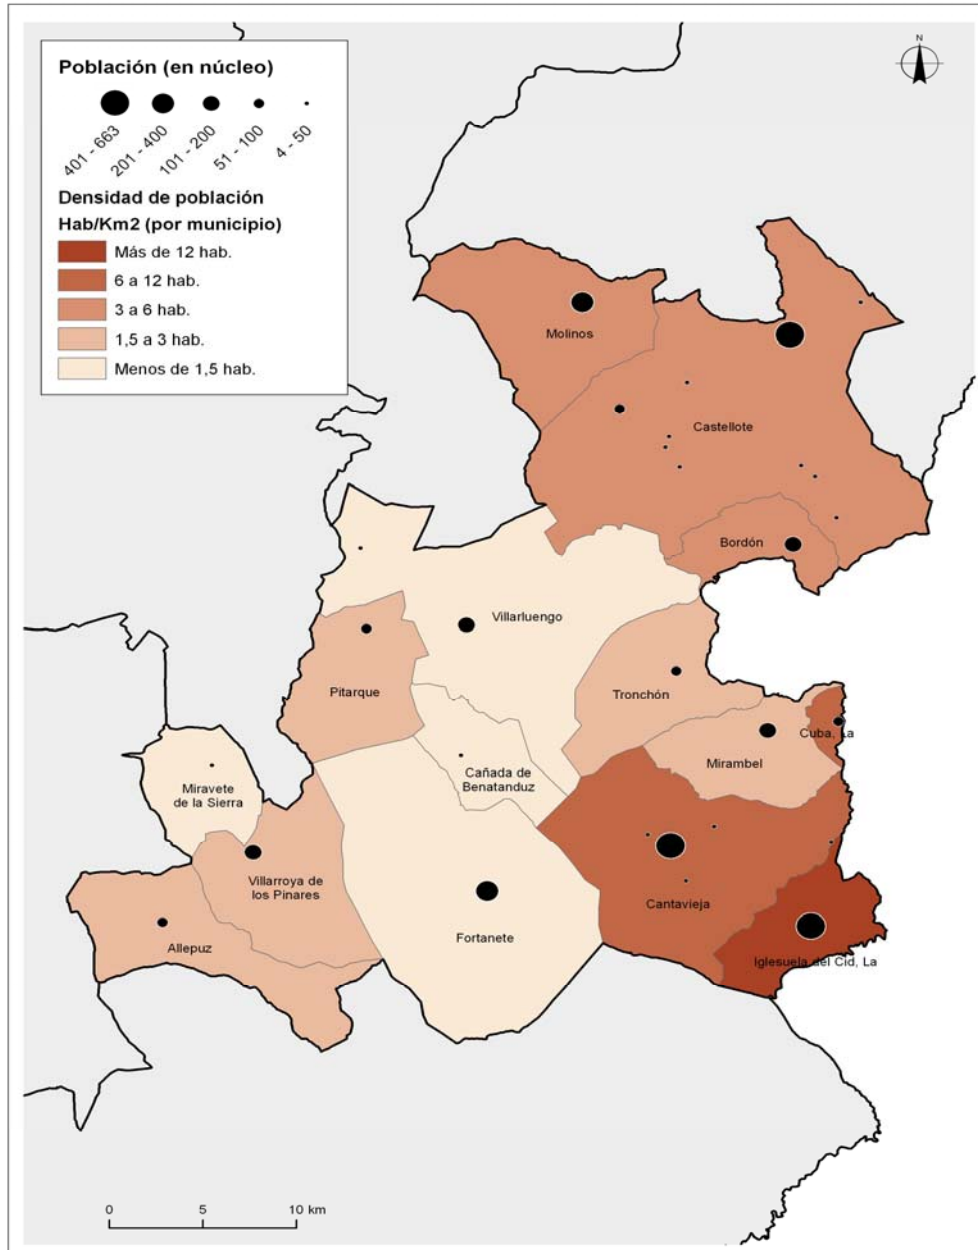 N
Población (en núcleo)
401 - 663
201 - 400
101 - 200
51 - 100
4 - 50
Densidad de población
Hab/Km2 (por municipio)
Más de 12 hab.
6 a 12 hab.
3 a 6 hab.
1,5 a 3 hab.
Menos de 1,5 hab.
Molinos
Castellote
Bordón
Villarluengo
Pitarque
Tronchón
Cuba, La
Mirambel
Cañada de
Benatanduz
Miravete
de la Sierra
Villarroya de
los Pinares
Cantavieja
Fortanete
Allepuz
Iglesuela del Cid, La
0 5 10 km